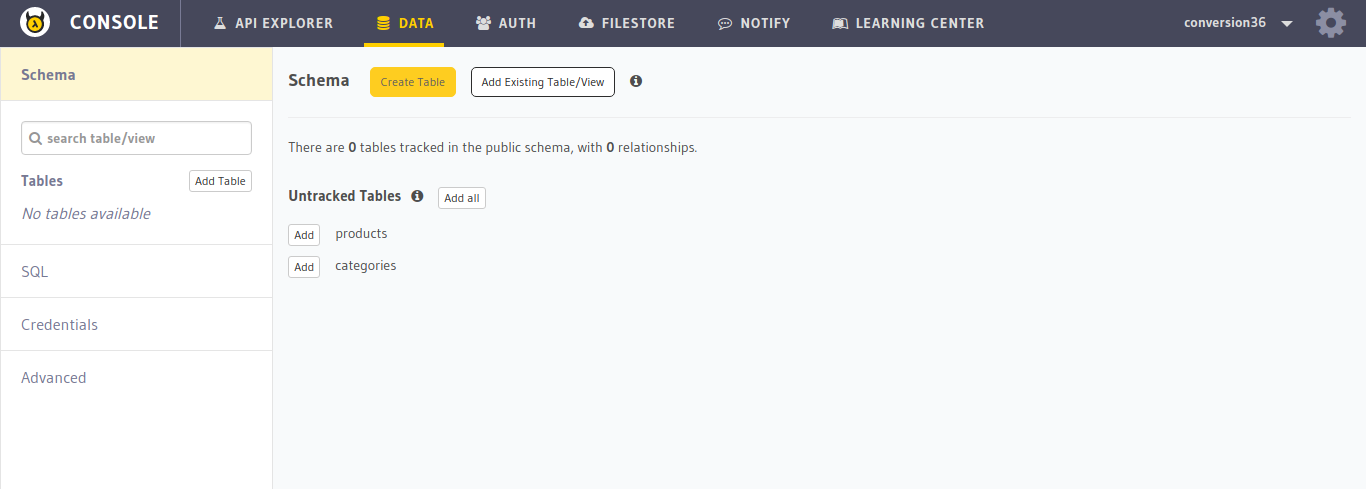 CONSOLE API EXPLORER DATA AUTH FILESTORE NOTIFY LEARNING CENTER conversion36
Schema
search table/view
Tables Add Table
No tables available
SQL
Credentials
Advanced
Schema Create Table Add Existing Table/View
There are 0 tables tracked in the public schema, with 0 relationships.
Untracked Tables Add all
Add products
Add categories